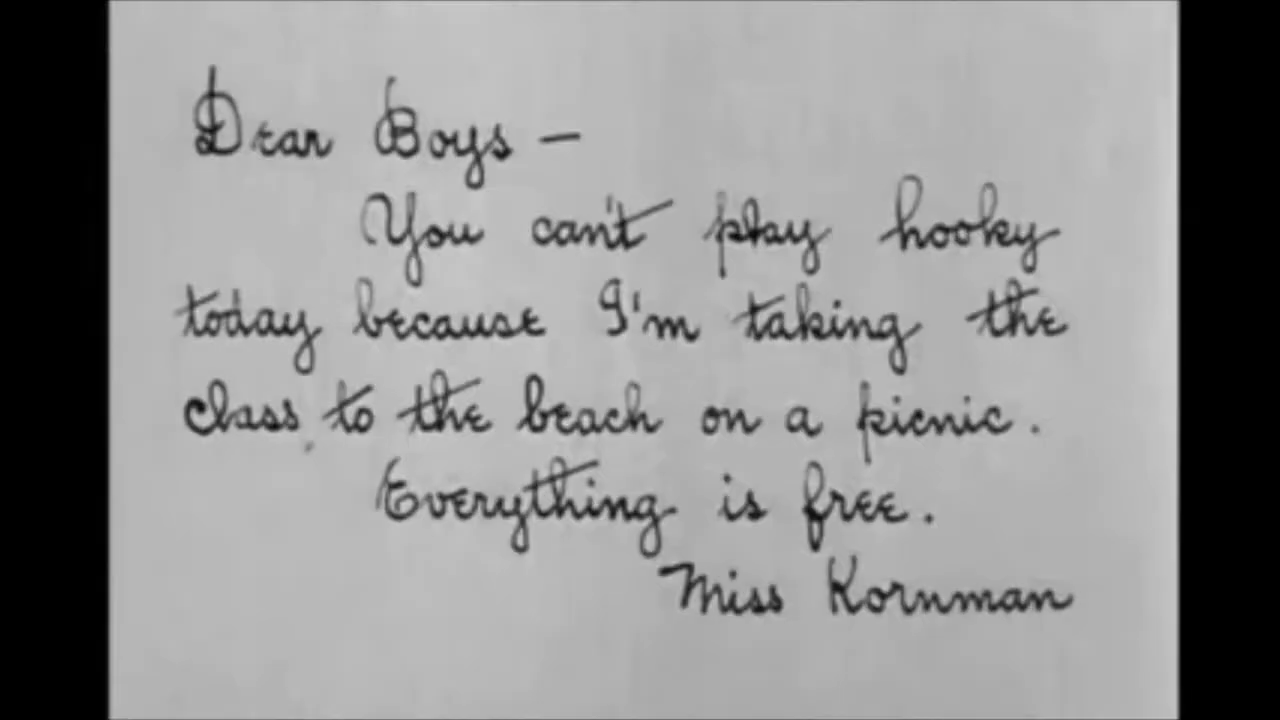 Dear Boys —
You can't play hooky
today because I'm taking the
class to the beach on a picnic.
Everything is free.
Miss Kornman